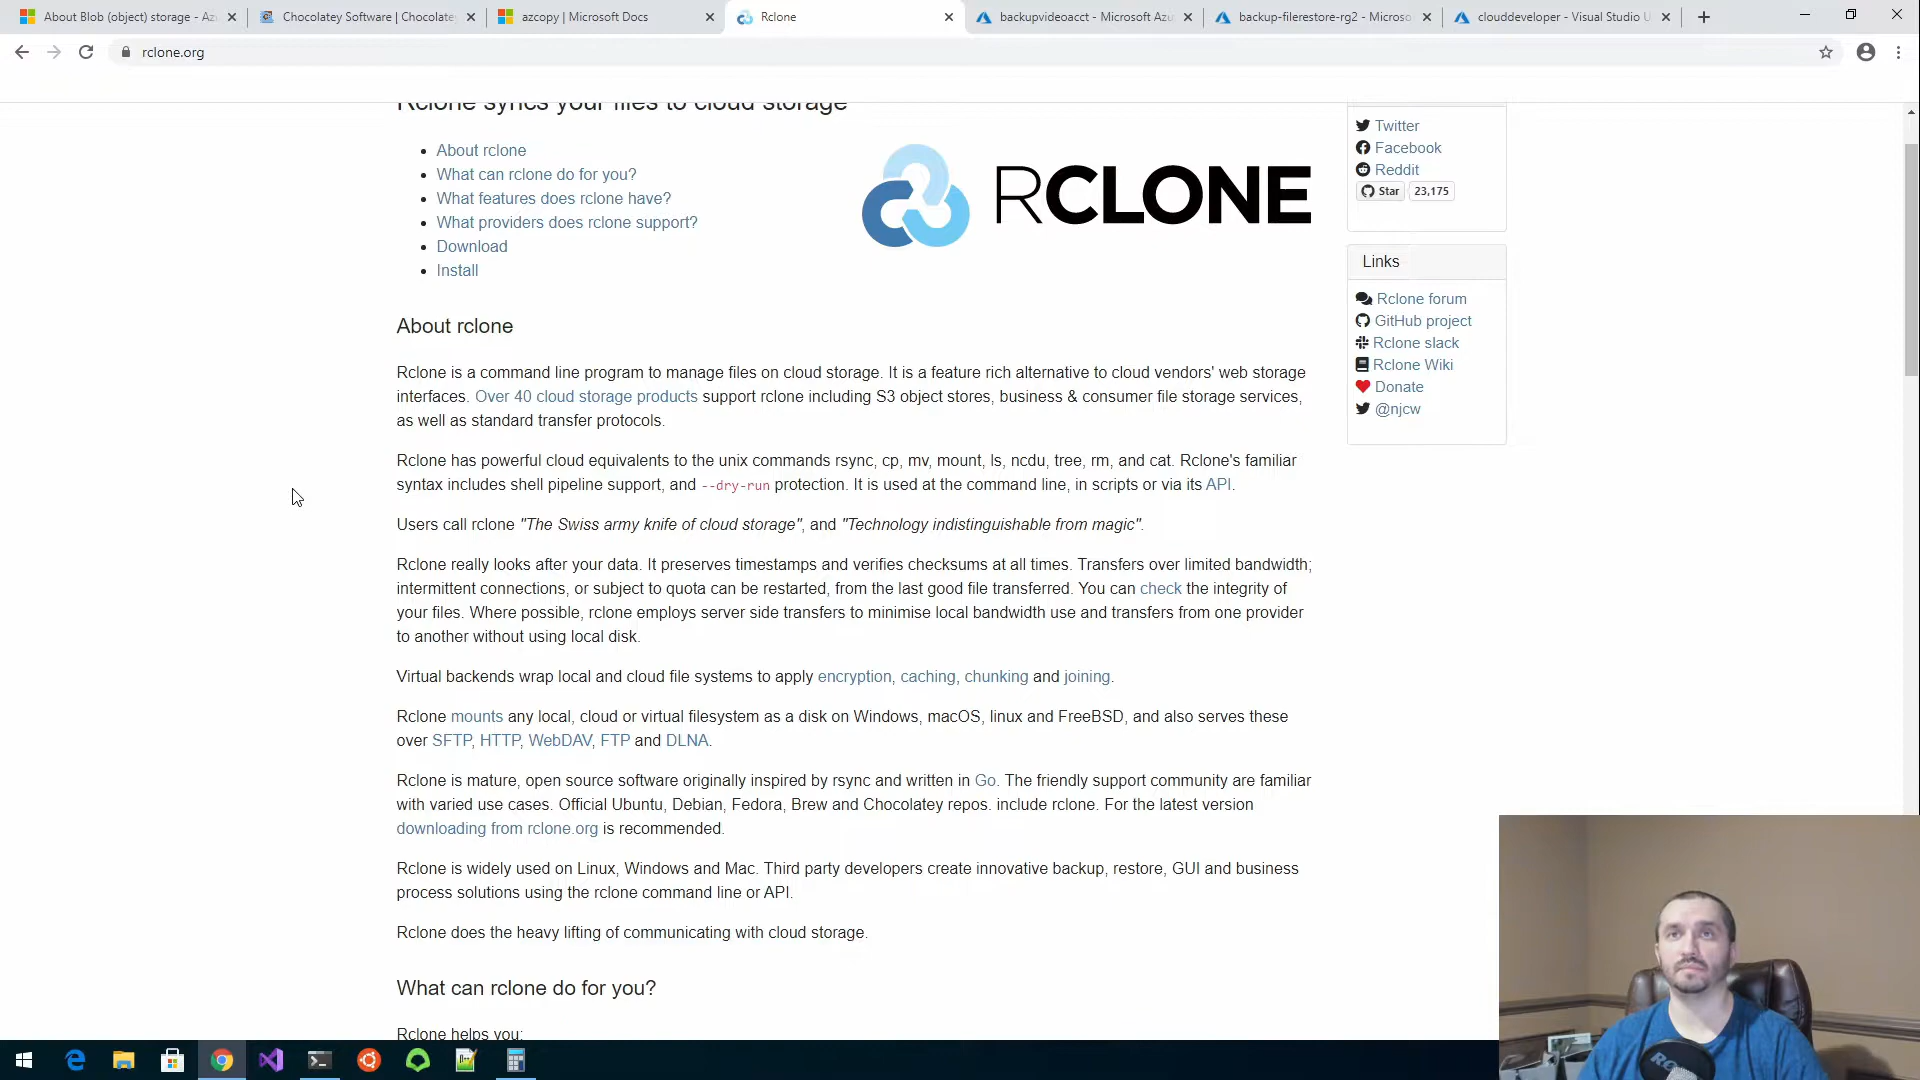 About Blob (object) storage - Az
Chocolatey Software | Chocolate
azcopy | Microsoft Docs
Rclone
backupvideoacct - Microsoft Azu
backup-filerestore-rg2 - Microso
clouddeveloper - Visual Studio U
rclone.org
Rclone syncs your files to cloud storage
About rclone
What can rclone do for you?
What features does rclone have?
What providers does rclone support?
Download
Install
RCLONE
About rclone
Rclone is a command line program to manage files on cloud storage. It is a feature rich alternative to cloud vendors' web storage
interfaces. Over 40 cloud storage products support rclone including S3 object stores, business & consumer file storage services,
as well as standard transfer protocols.
Rclone has powerful cloud equivalents to the unix commands rsync, cp, mv, mount, ls, ncdu, tree, rm, and cat. Rclone's familiar
syntax includes shell pipeline support, and --dry-run protection. It is used at the command line, in scripts or via its API.
Users call rclone "The Swiss army knife of cloud storage", and "Technology indistinguishable from magic".
Rclone really looks after your data. It preserves timestamps and verifies checksums at all times. Transfers over limited bandwidth;
intermittent connections, or subject to quota can be restarted, from the last good file transferred. You can check the integrity of
your files. Where possible, rclone employs server side transfers to minimise local bandwidth use and transfers from one provider
to another without using local disk.
Virtual backends wrap local and cloud file systems to apply encryption, caching, chunking and joining.
Rclone mounts any local, cloud or virtual filesystem as a disk on Windows, macOS, linux and FreeBSD, and also serves these
over SFTP, HTTP, WebDAV, FTP and DLNA.
Rclone is mature, open source software originally inspired by rsync and written in Go. The friendly support community are familiar
with varied use cases. Official Ubuntu, Debian, Fedora, Brew and Chocolatey repos. include rclone. For the latest version
downloading from rclone.org is recommended.
Rclone is widely used on Linux, Windows and Mac. Third party developers create innovative backup, restore, GUI and business
process solutions using the rclone command line or API.
Rclone does the heavy lifting of communicating with cloud storage.
What can rclone do for you?
Rclone helps you:
Twitter
Facebook
Reddit
Star 23,175
Links
Rclone forum
GitHub project
Rclone slack
Rclone Wiki
Donate
@njcw